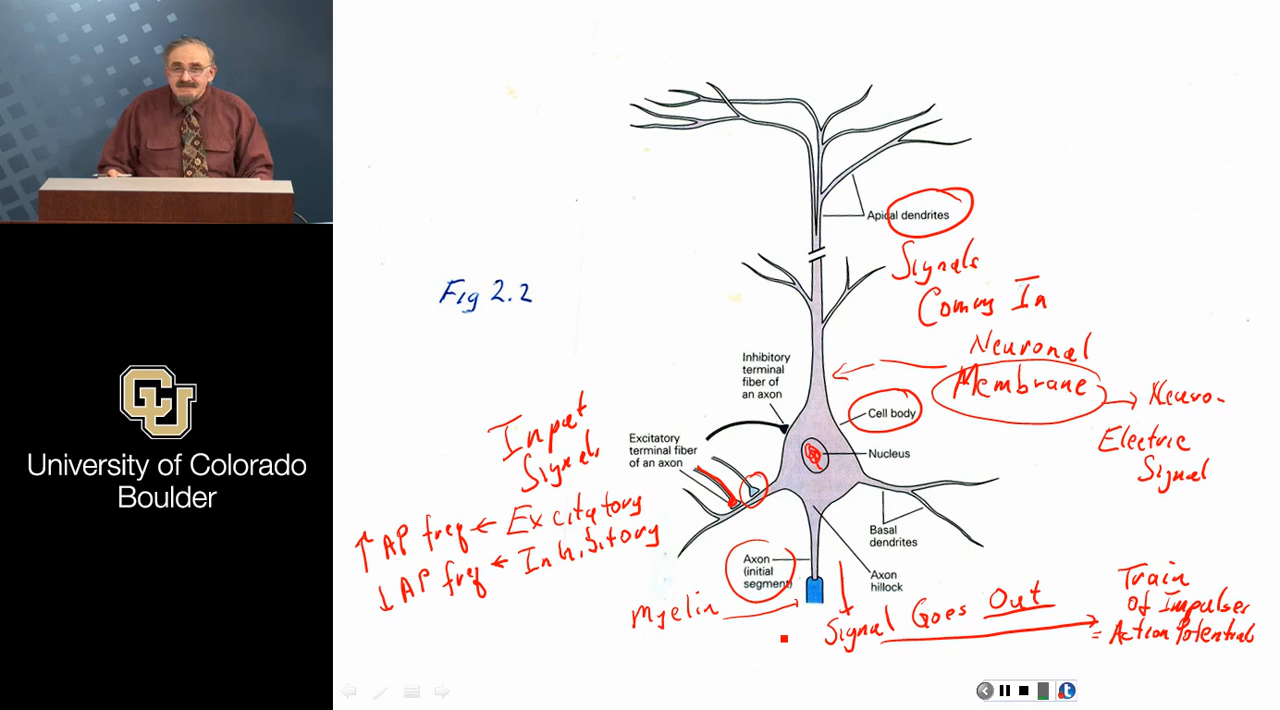 Apical dendrites
Signals
Coming In
Fig 2.2
Neuronal
Membrane
Neuro-
Electric
Signal
Inhibitory
terminal
fiber of
an axon
Cell body
Input
Signals
Excitatory
terminal fiber
of an axon
Nucleus
↑ AP freq ← Excitatory
↓ AP freq ← Inhibitory
Basal
dendrites
Axon
(initial
segment)
Axon
hillock
Myelin
Signal Goes Out
Train
Of Impulses
= Action Potential
CU
University of Colorado
Boulder